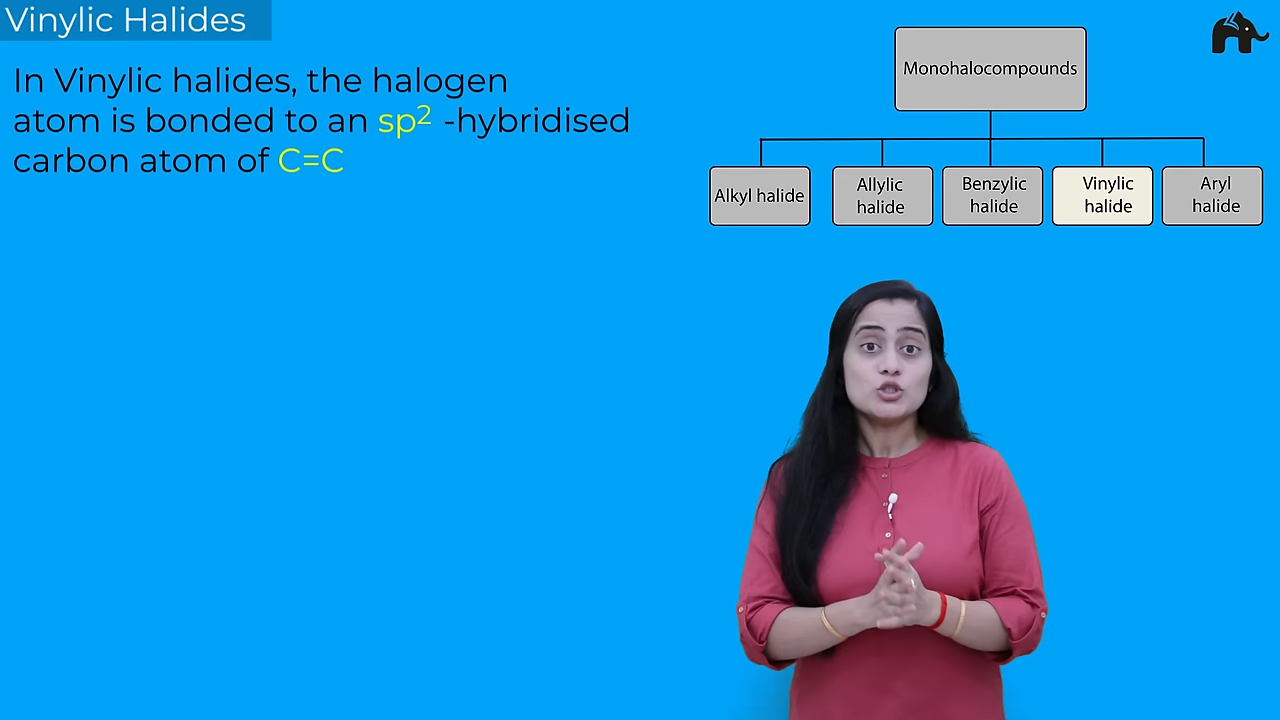 Vinylic Halides
In Vinylic halides, the halogen
atom is bonded to an sp² -hybridised
carbon atom of C=C
Monohalocompounds
Alkyl halide
Allylic
halide
Benzylic
halide
Vinylic
halide
Aryl
halide